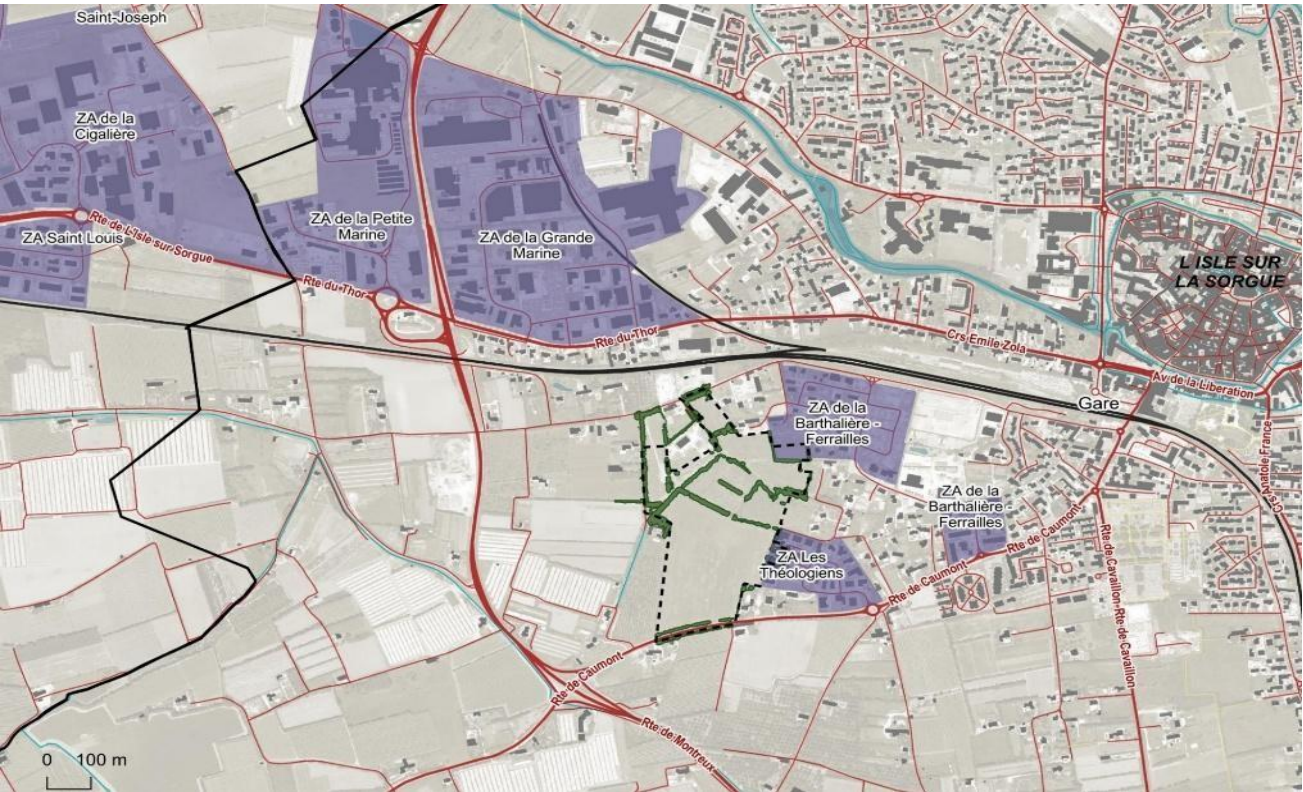 Saint-Joseph
ZA de la
Cigalière
Rte de L'Isle sur Sorgue
ZA Saint Louis
ZA de la Petite
Marine
ZA de la Grande
Marine
Rte du Thor
Rte du Thor
L ISLE SUR
LA SORGUE
Crs Emile Zola
Av de la Liberation
Gare
ZA de la
Barthalière -
Ferrailles
Crs Anatole France
ZA de la
Barthalière -
Ferrailles
Rte de Caumont
ZA Les
Théologiens
Rte de Caumont
Rte de Cavaillon-Rte de Cavaillon
Rte de Caumont
Rte de Montreux
0 100 m